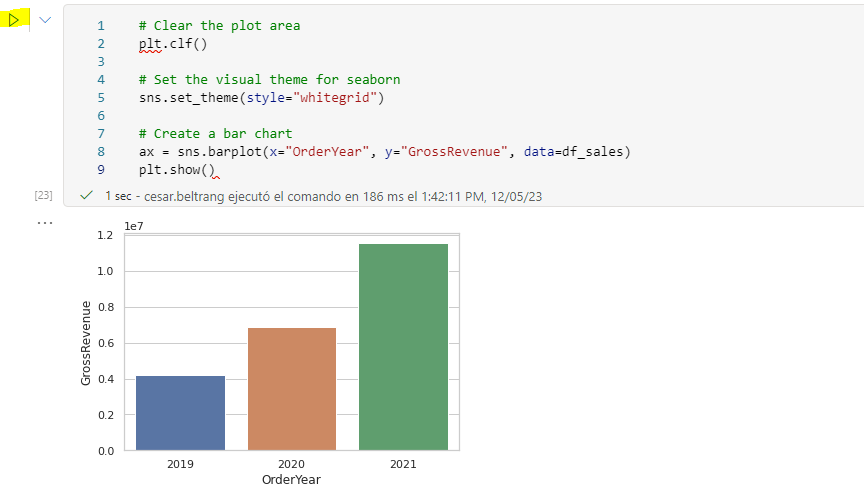 1 # Clear the plot area
2 plt.clf()
3
4 # Set the visual theme for seaborn
5 sns.set_theme(style="whitegrid")
6
7 # Create a bar chart
8 ax = sns.barplot(x="OrderYear", y="GrossRevenue", data=df_sales)
9 plt.show()
[23] 1 sec - cesar.beltrang ejecutó el comando en 186 ms el 1:42:11 PM, 12/05/23
...
1e7
1.2
1.0
0.8
0.6
0.4
0.2
0.0
GrossRevenue
2019 2020 2021
OrderYear